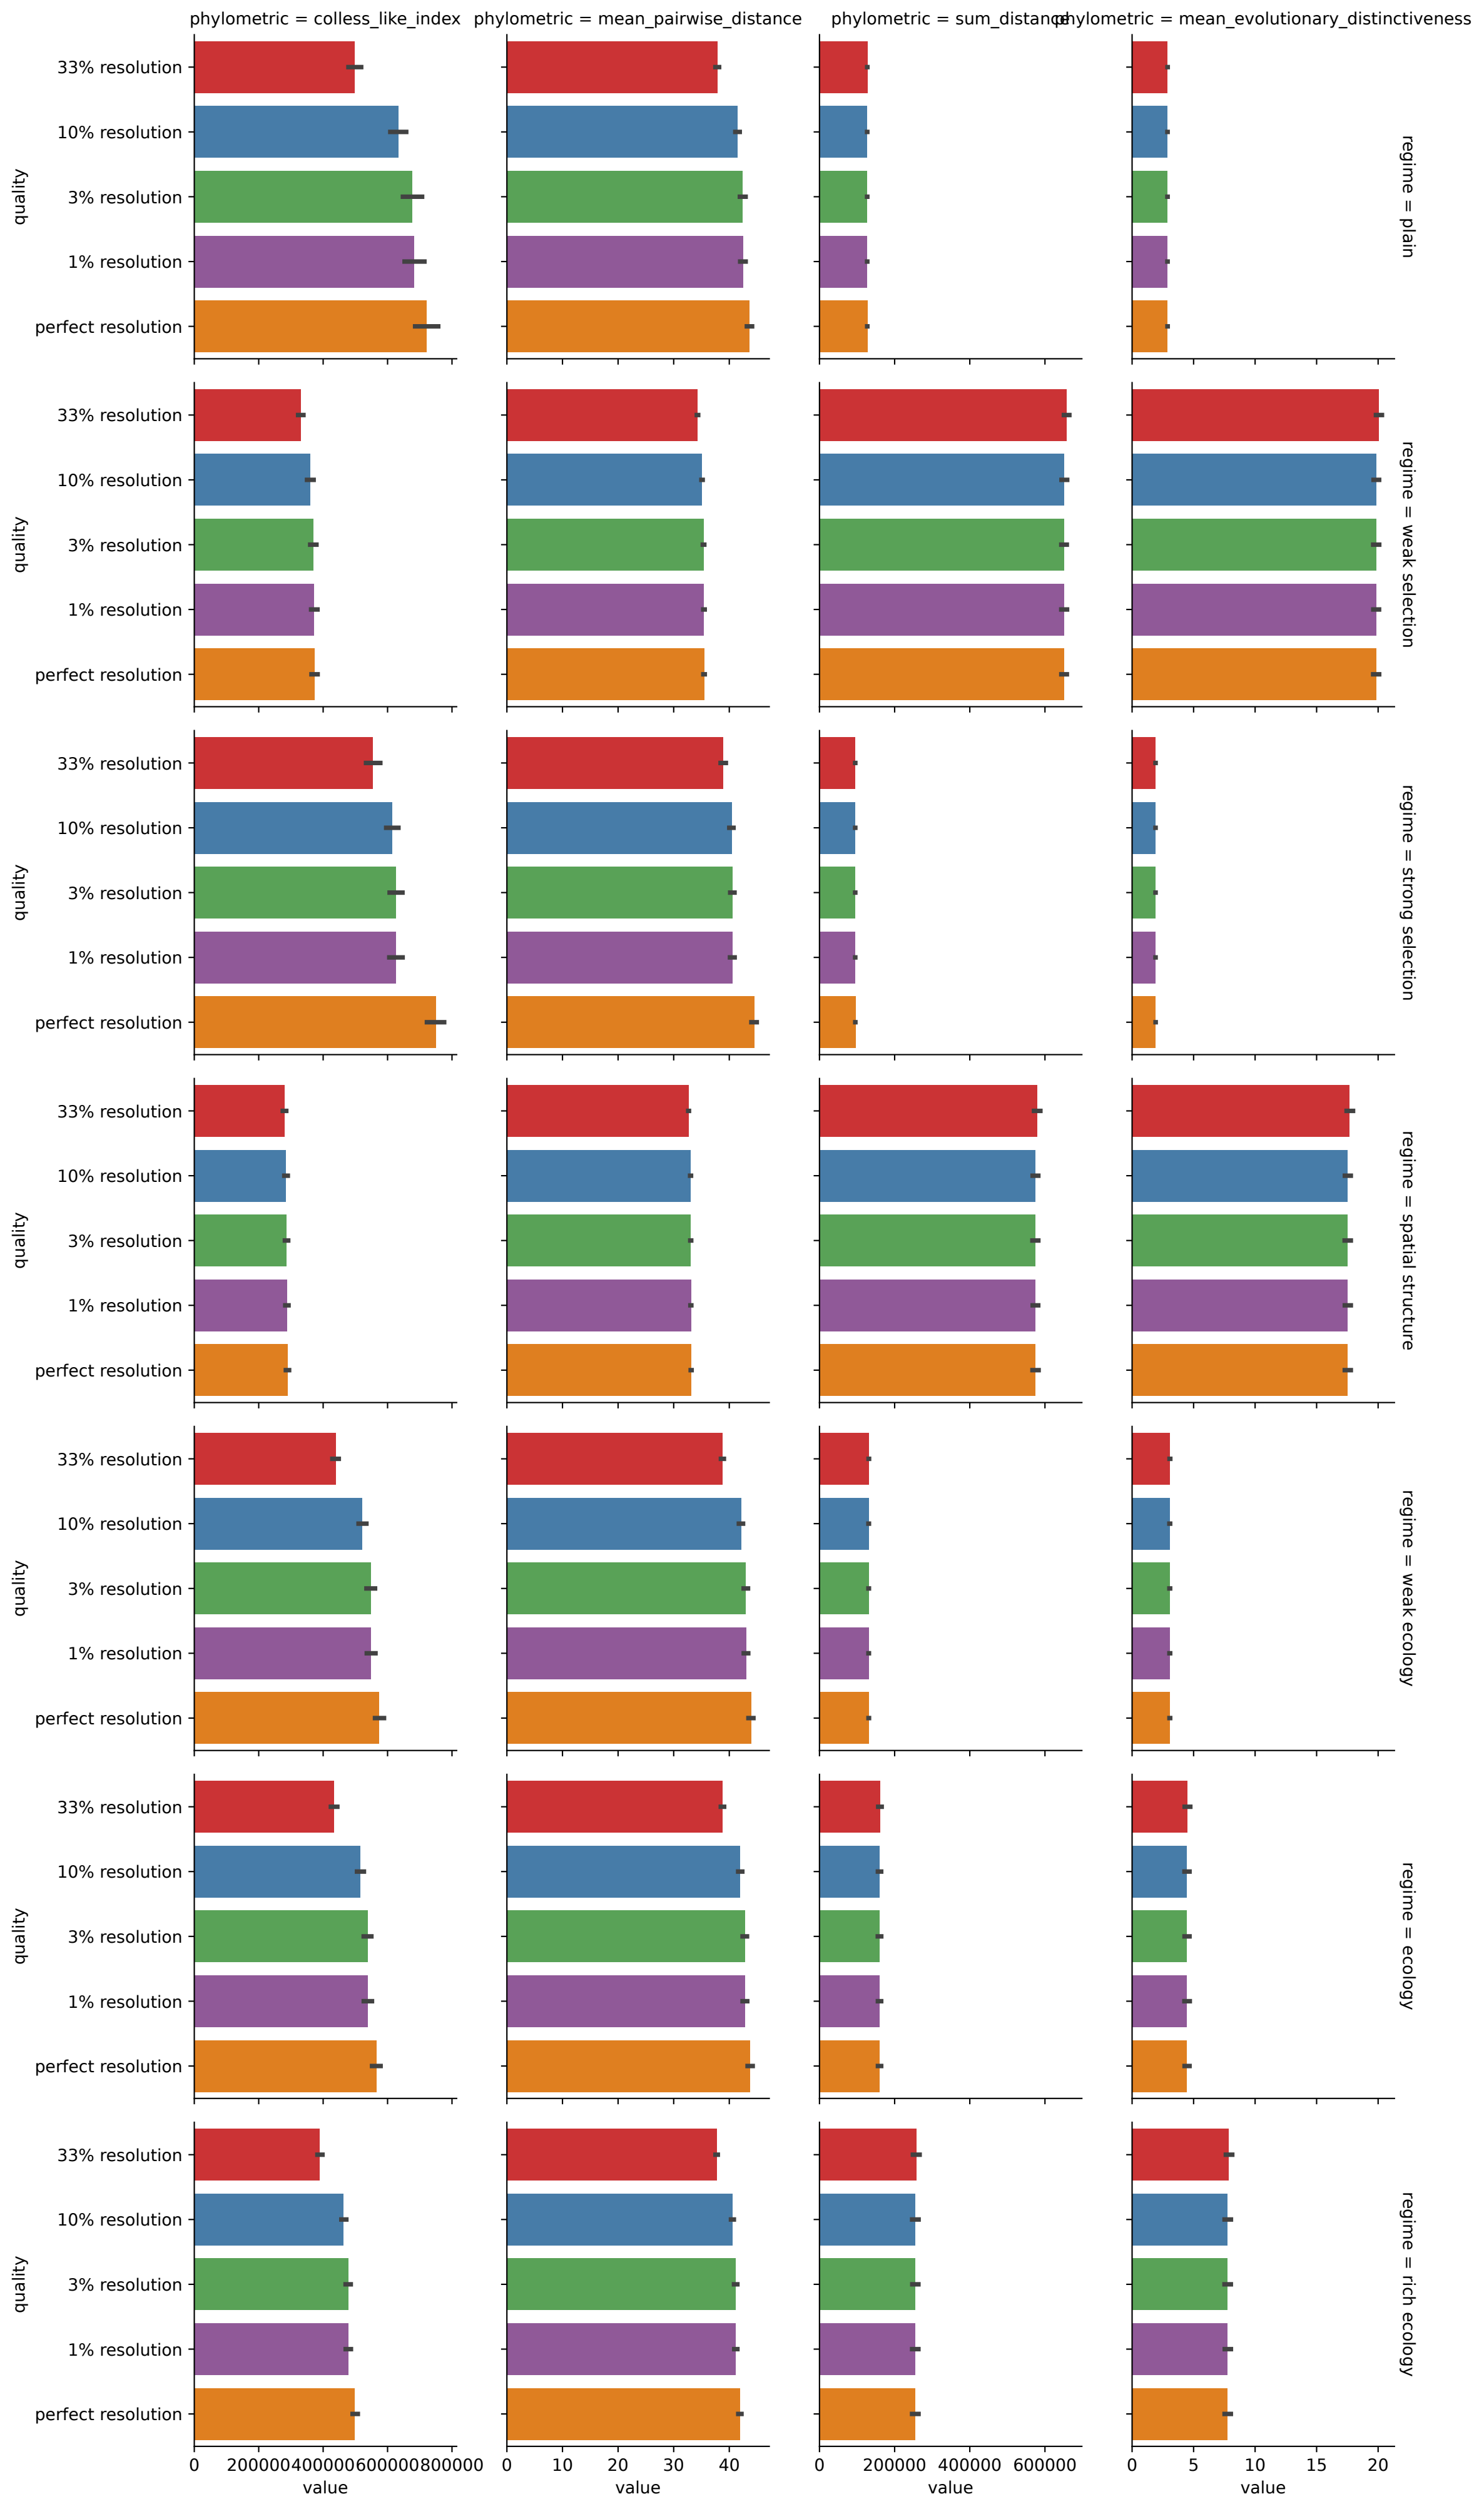 phylometric = colless_like_index
phylometric = mean_pairwise_distance
phylometric = sum_distance
phylometric = mean_evolutionary_distinctiveness
quality
33% resolution
10% resolution
3% resolution
1% resolution
perfect resolution
regime = plain
quality
33% resolution
10% resolution
3% resolution
1% resolution
perfect resolution
regime = weak selection
quality
33% resolution
10% resolution
3% resolution
1% resolution
perfect resolution
regime = strong selection
quality
33% resolution
10% resolution
3% resolution
1% resolution
perfect resolution
regime = spatial structure
quality
33% resolution
10% resolution
3% resolution
1% resolution
perfect resolution
regime = weak ecology
quality
33% resolution
10% resolution
3% resolution
1% resolution
perfect resolution
regime = ecology
quality
33% resolution
10% resolution
3% resolution
1% resolution
perfect resolution
regime = rich ecology
0 200000 400000 600000 800000
value
0 10 20 30 40
value
0 200000 400000 600000
value
0 5 10 15 20
value